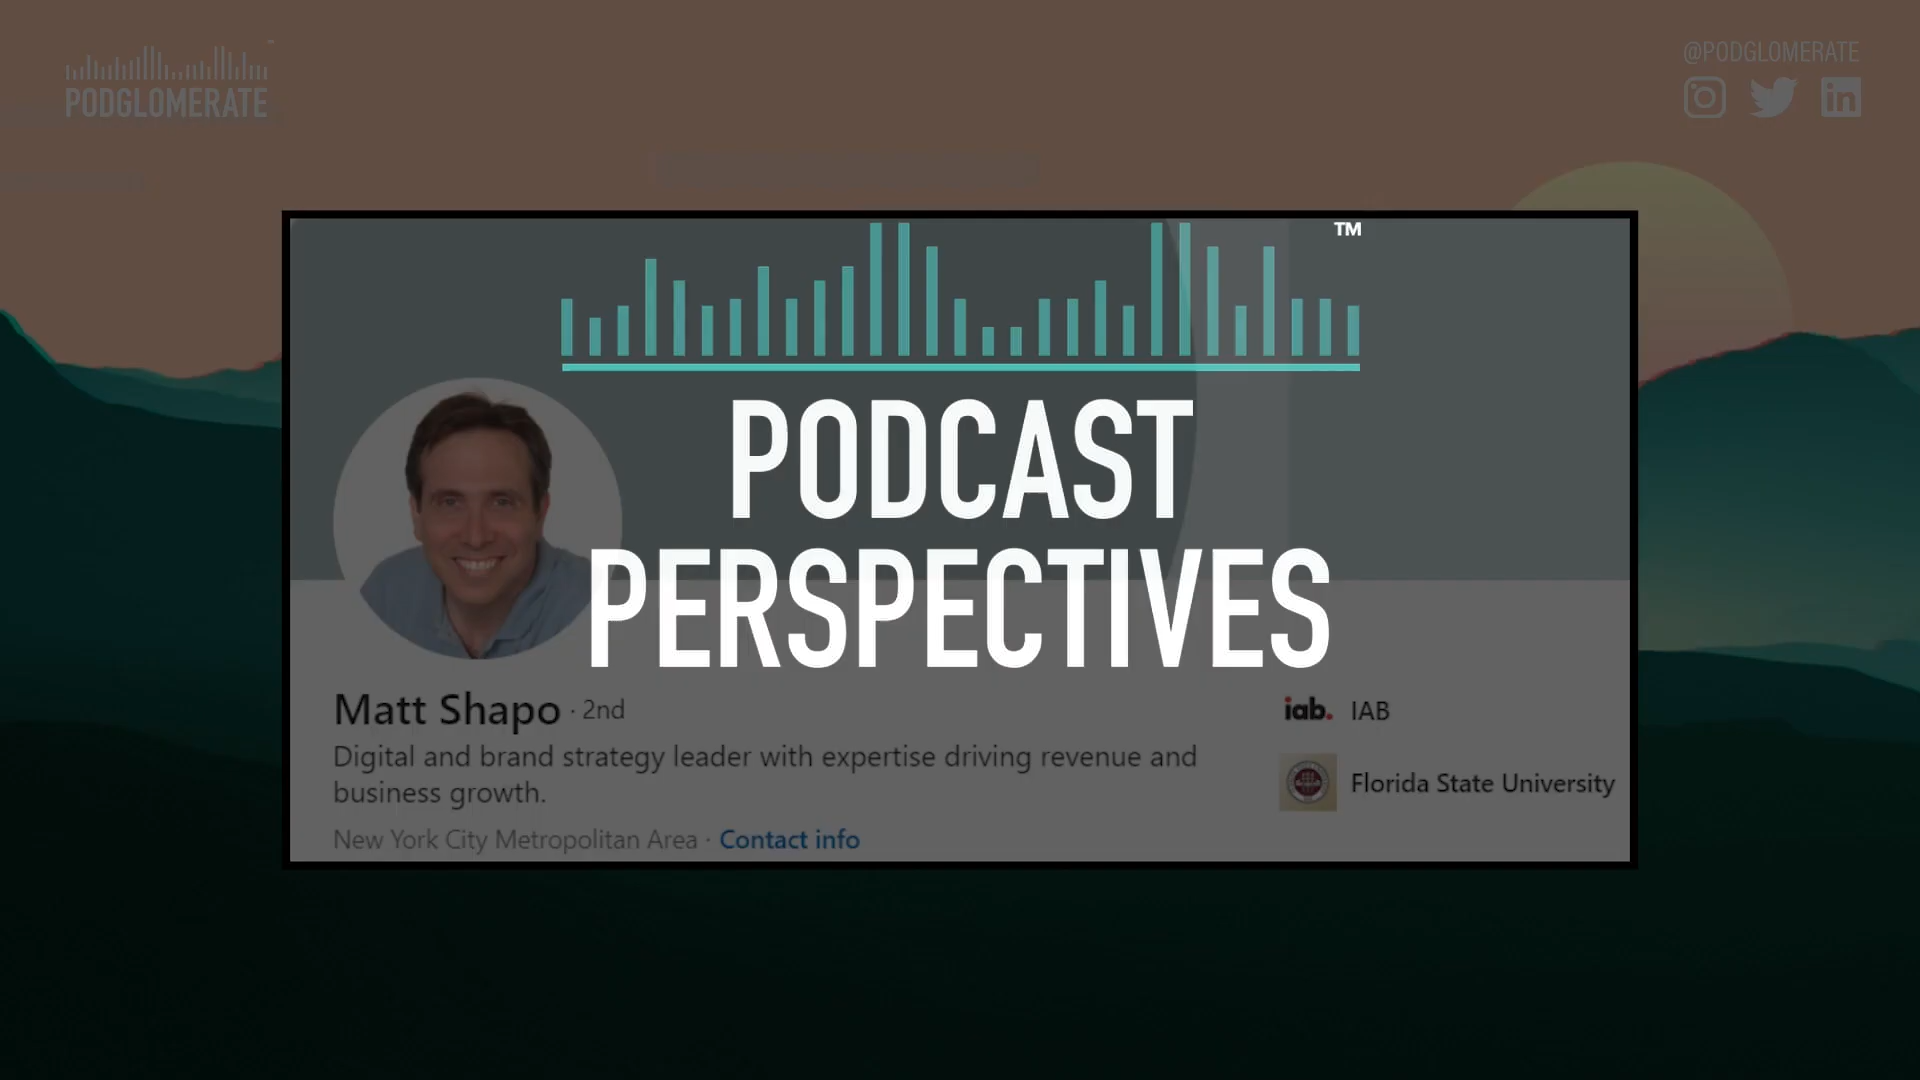 PODGLOMERATE
@PODGLOMERATE
TM
PODCAST
PERSPECTIVES
Matt Shapo · 2nd
Digital and brand strategy leader with expertise driving revenue and
business growth.
New York City Metropolitan Area · Contact info
iab. IAB
Florida State University